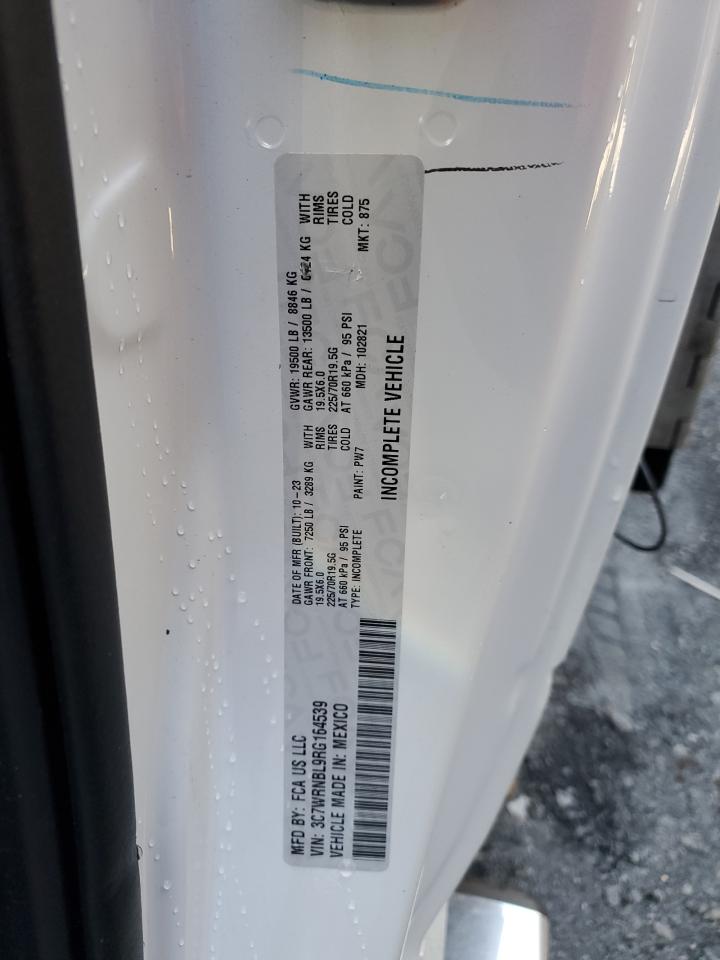 MFD BY: FCA US LLC
DATE OF MFR (BUILT): 10-23
GVWR: 19500 LB / 8846 KG
GAWR FRONT: 7250 LB / 3289 KG WITH
GAWR REAR: 13500 LB / 6124 KG WITH
19.5X6.0 RIMS
19.5X6.0 RIMS
225/70R19.5G TIRES
225/70R19.5G TIRES
AT 660 kPa / 95 PSI COLD
AT 660 kPa / 95 PSI COLD
VIN: 3C7WRNBL9RG164539
TYPE: INCOMPLETE
PAINT: PW7
MDH: 102821
MKT: 875
VEHICLE MADE IN: MEXICO
INCOMPLETE VEHICLE